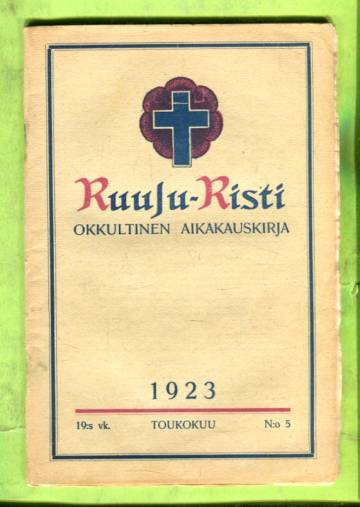 Ruusu-Risti
OKKULTINEN AIKAKAUSKIRJA
1923
19:s vk. TOUKOKUU N:o 5